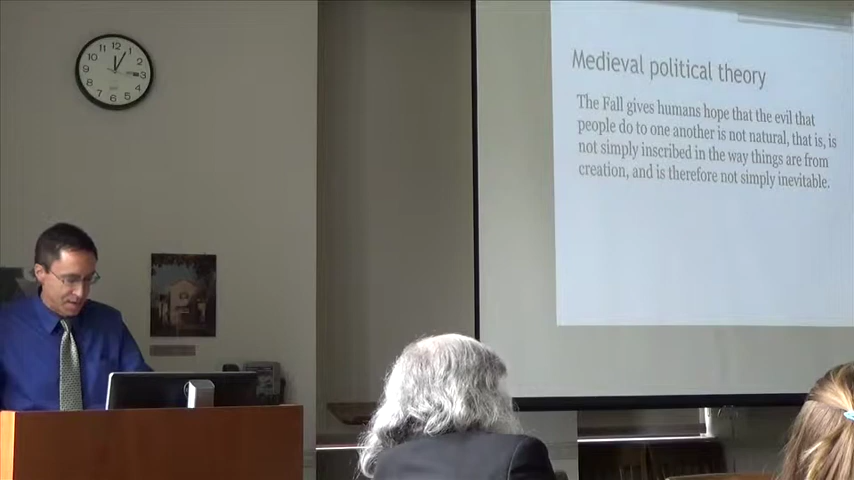 Medieval political theory
The Fall gives humans hope that the evil that
people do to one another is not natural, that is, is
not simply inscribed in the way things are from
creation, and is therefore not simply inevitable.